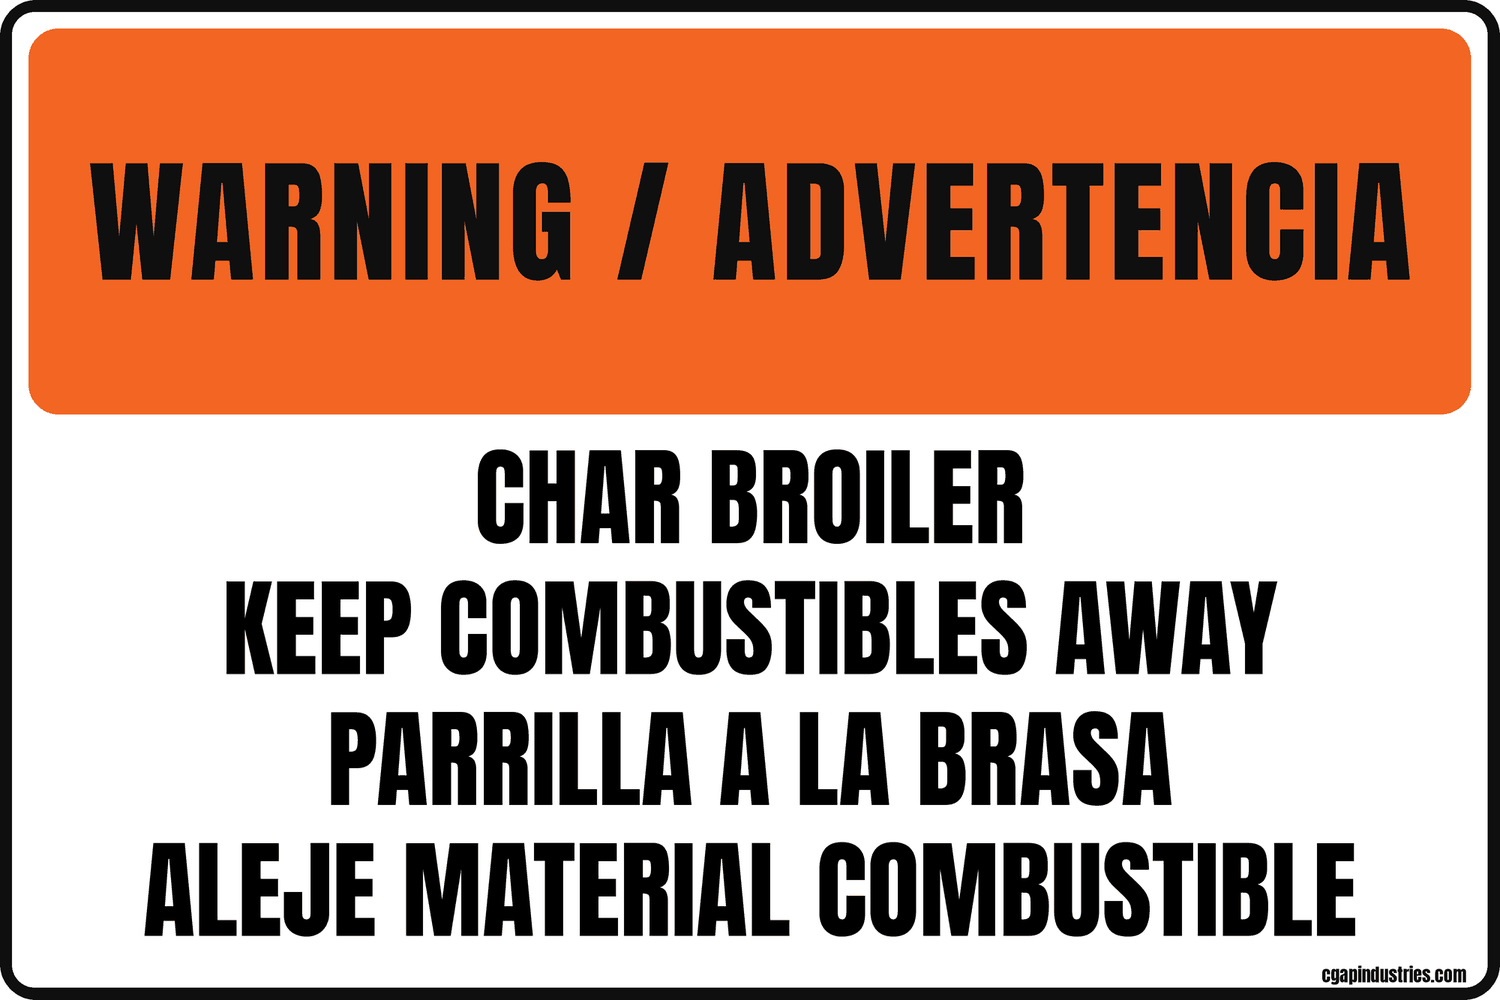 WARNING / ADVERTENCIA
CHAR BROILER
KEEP COMBUSTIBLES AWAY
PARRILLA A LA BRASA
ALEJE MATERIAL COMBUSTIBLE
cgapindustries.com